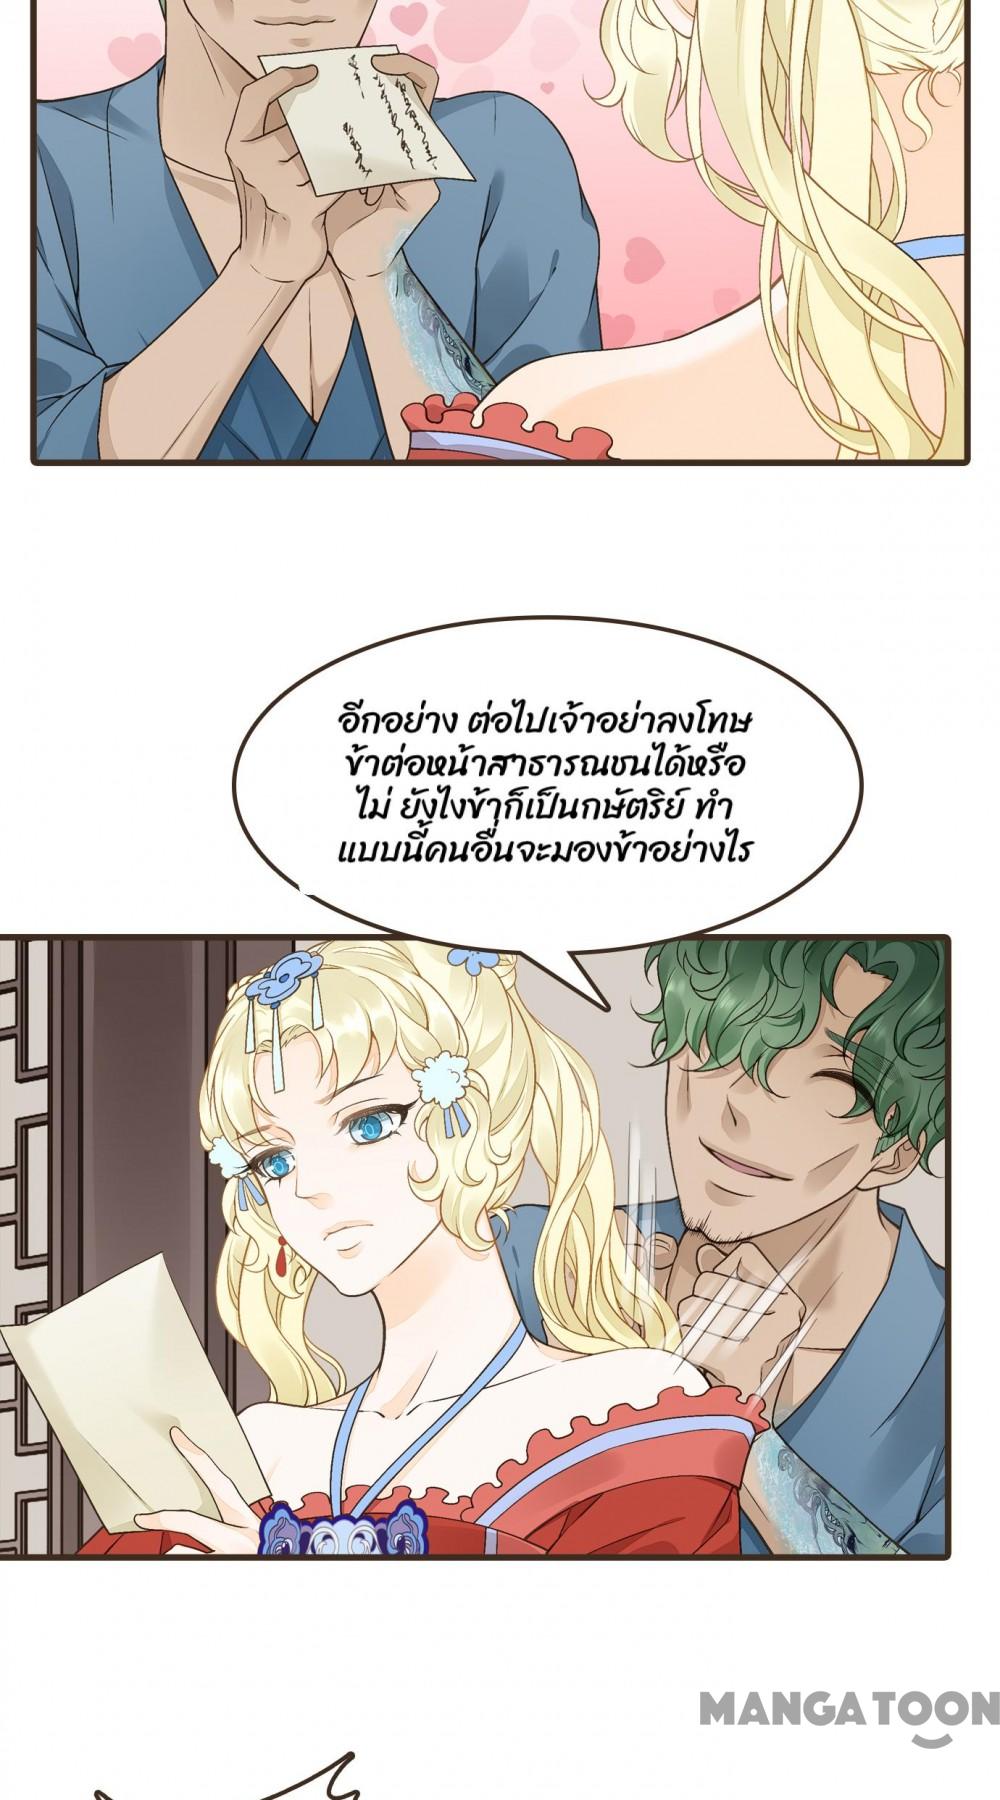 อีกอย่าง ต่อไปเจ้าอย่าลงโทษ
ข้าต่อหน้าสาธารณชนได้หรือ
ไม่ ยังไงข้าก็เป็นกษัตริย์ ทำ
แบบนี้คนอื่นจะมองข้าอย่างไร
MANGATOON